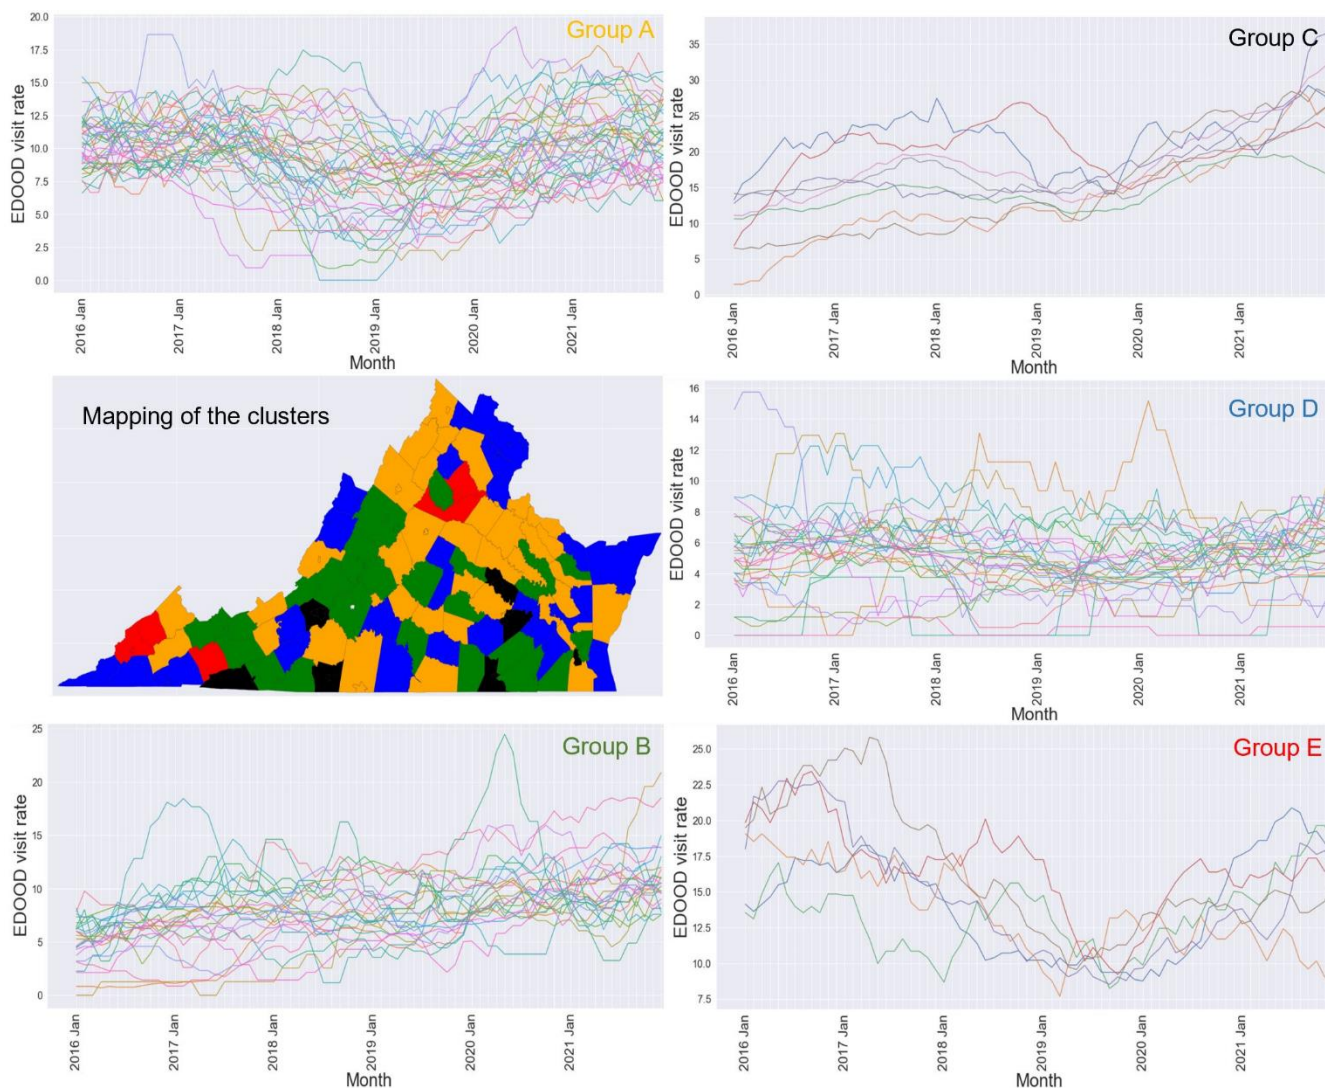 Group A
EDOOD visit rate
20.0
17.5
15.0
12.5
10.0
7.5
5.0
2.5
0.0
2016 Jan
2017 Jan
2018 Jan
2019 Jan
2020 Jan
2021 Jan
Month
Group C
EDOOD visit rate
35
30
25
20
15
10
5
0
2016 Jan
2017 Jan
2018 Jan
2019 Jan
2020 Jan
2021 Jan
Month
Mapping of the clusters
Group D
EDOOD visit rate
16
14
12
10
8
6
4
2
0
2016 Jan
2017 Jan
2018 Jan
2019 Jan
2020 Jan
2021 Jan
Month
Group B
EDOOD visit rate
25
20
15
10
5
0
2016 Jan
2017 Jan
2018 Jan
2019 Jan
2020 Jan
2021 Jan
Month
Group E
EDOOD visit rate
25.0
22.5
20.0
17.5
15.0
12.5
10.0
7.5
2016 Jan
2017 Jan
2018 Jan
2019 Jan
2020 Jan
2021 Jan
Month